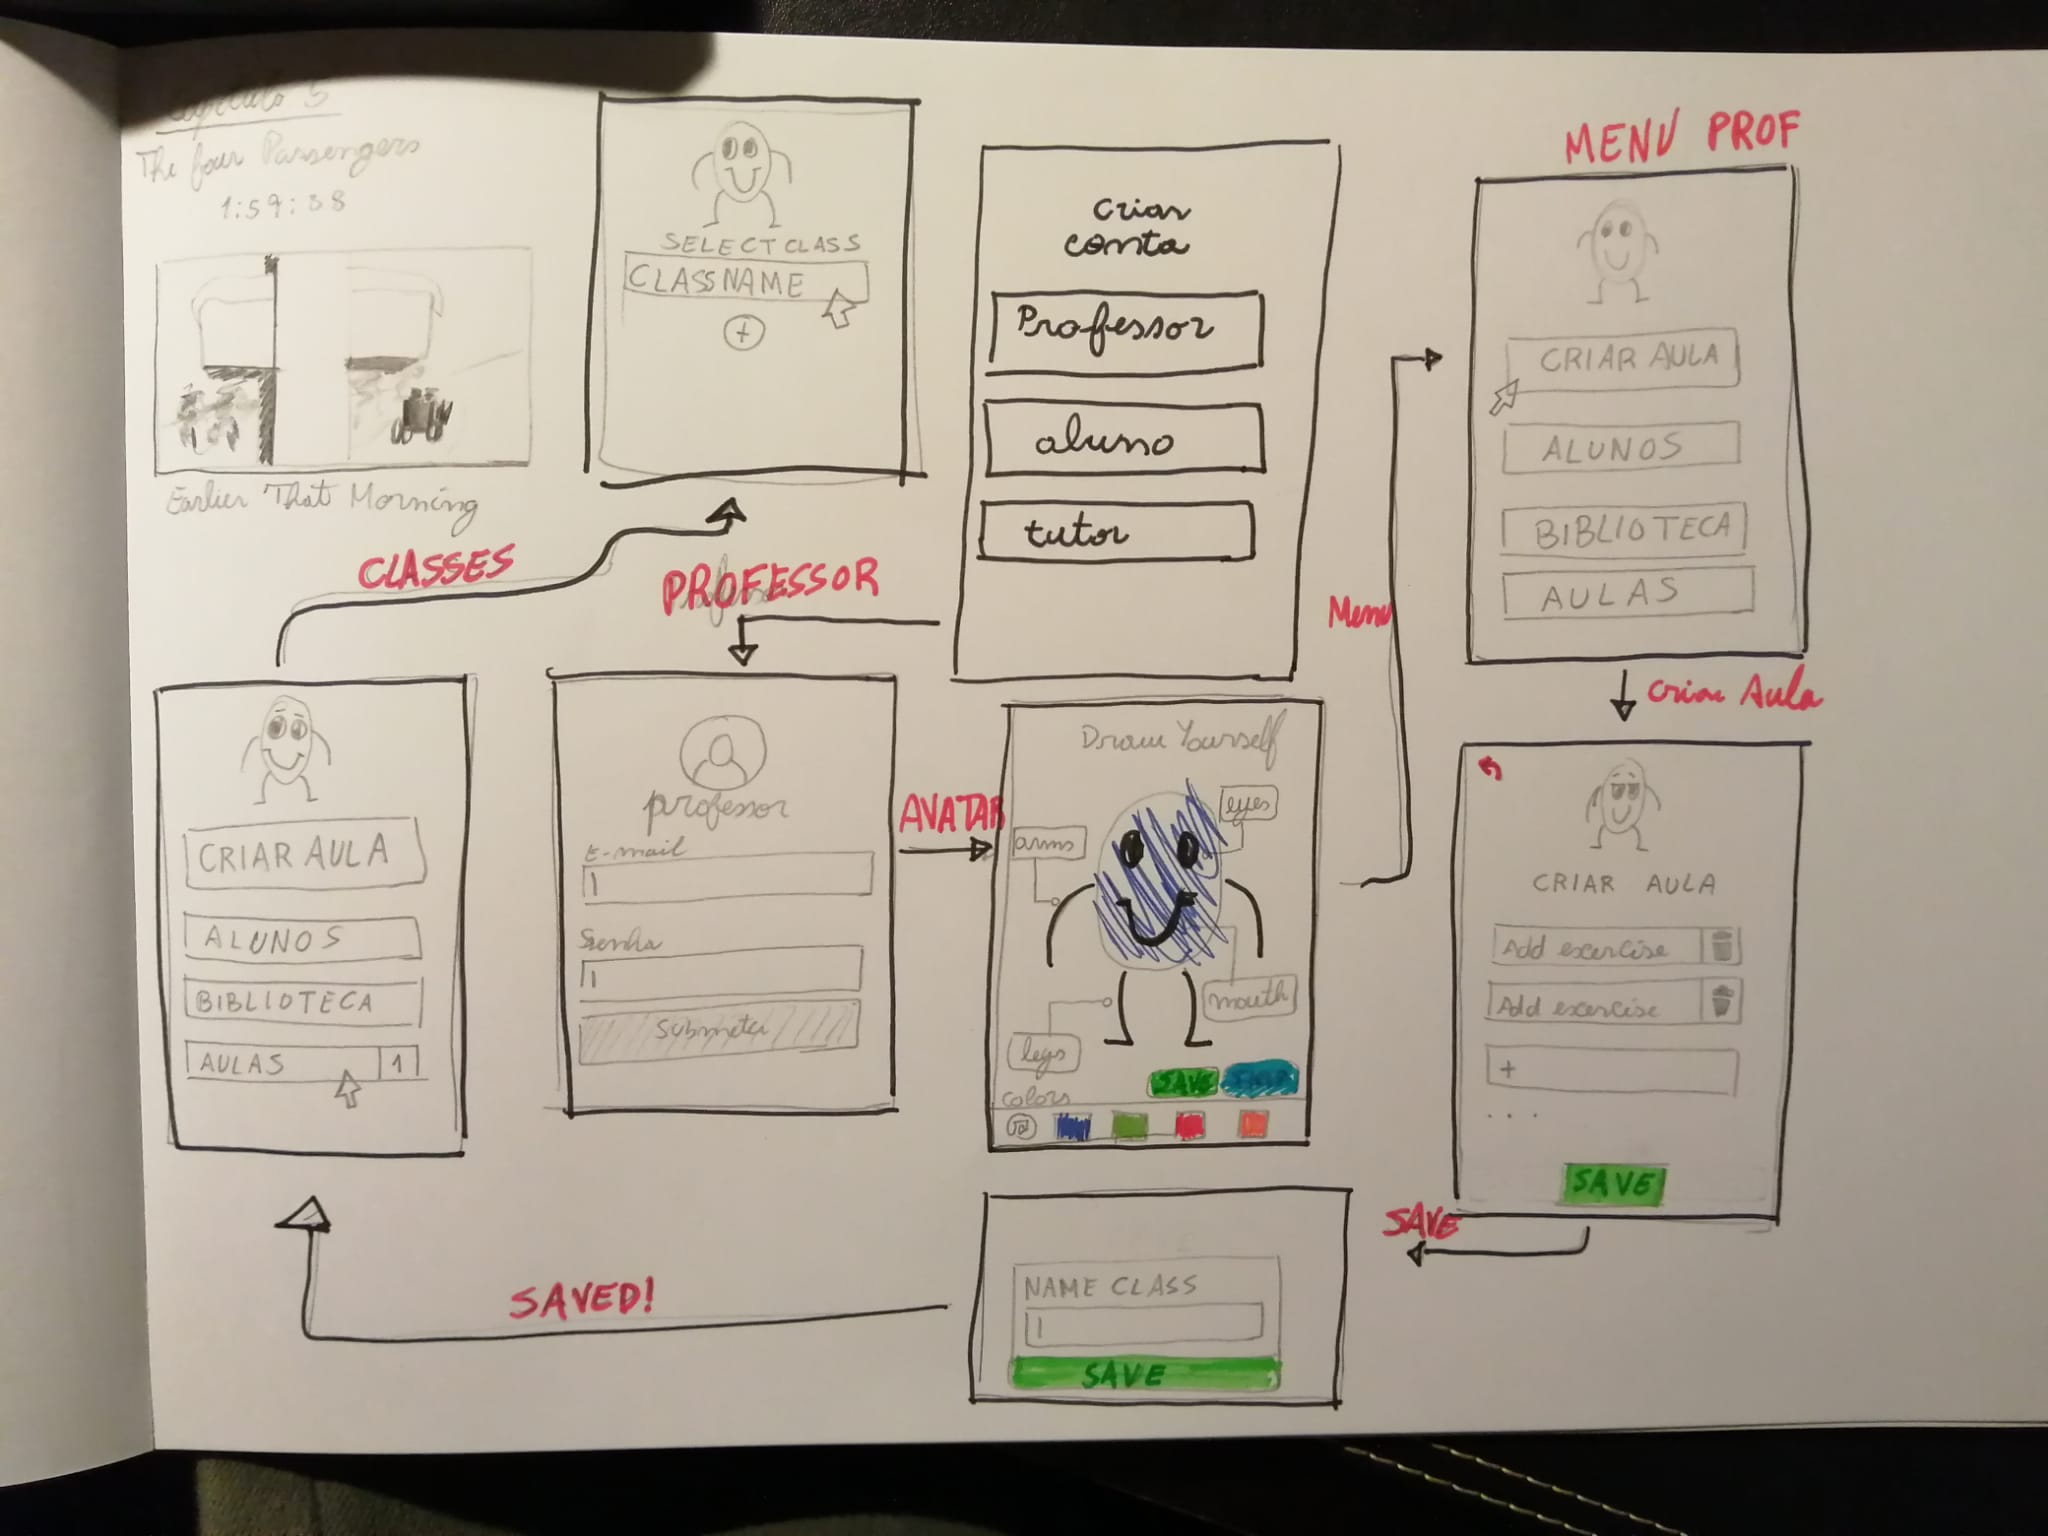 Capitulo 5
The four Passengers
1:59:38
Earlier That Morning
SELECT CLASS
CLASSNAME
+
CLASSES
criar
conta
Professor
aluno
tutor
PROFESSOR
MENU PROF
CRIAR AULA
ALUNOS
BIBLIOTECA
AULAS
Menu
Criar Aula
CRIAR AULA
ALUNOS
BIBLIOTECA
AULAS 1
professor
E-mail
Senha
Submeter
AVATAR
Draw Yourself
eyes
arms
mouth
legs
SAVE
colors
CRIAR AULA
Add exercise
Add exercise
+
...
SAVE
SAVE
NAME CLASS
SAVE
SAVED!